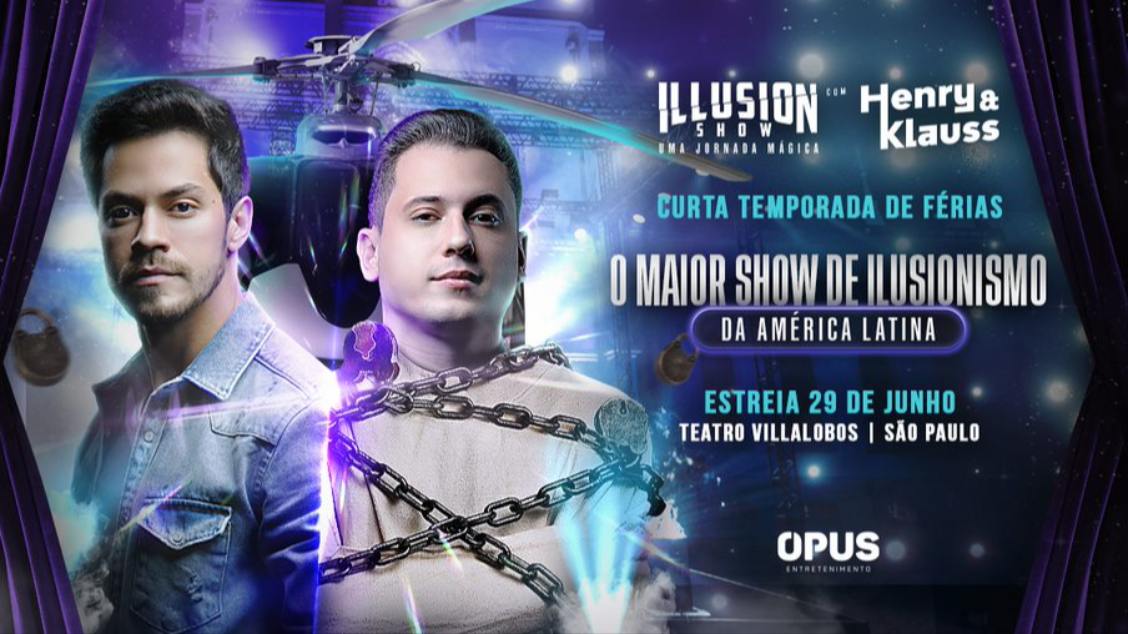 ILLUSION COM Henry &
SHOW Klauss
UMA JORNADA MÁGICA
CURTA TEMPORADA DE FÉRIAS
O MAIOR SHOW DE ILUSIONISMO
DA AMÉRICA LATINA
ESTREIA 29 DE JUNHO
TEATRO VILLALOBOS | SÃO PAULO
OPUS
ENTRETENIMENTO